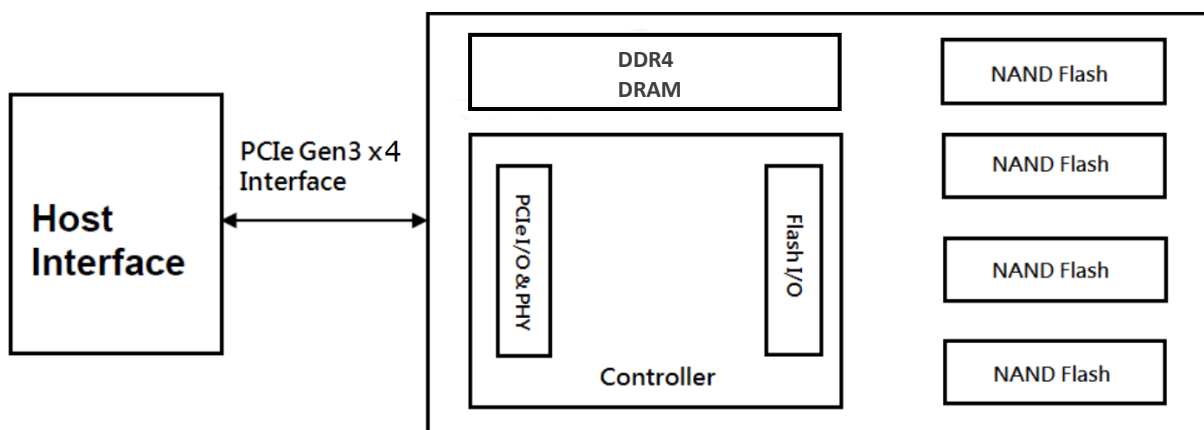 Host
Interface
PCIe Gen3 x4
Interface
DDR4
DRAM
PCIe I/O & PHY
Flash I/O
Controller
NAND Flash
NAND Flash
NAND Flash
NAND Flash